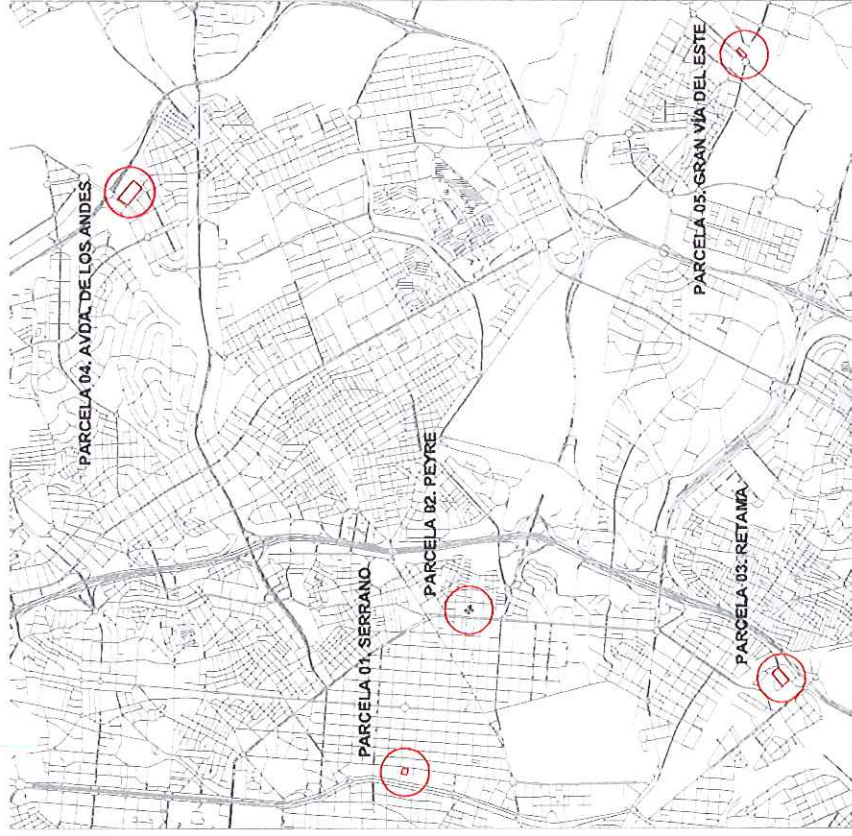 PARCELA 04. AVDA. DE LOS ANDES
PARCELA 01. SERRANO
PARCELA 02. PEYRE
PARCELA 03. RETAMA
PARCELA 05. GRAN VÍA DEL ESTE